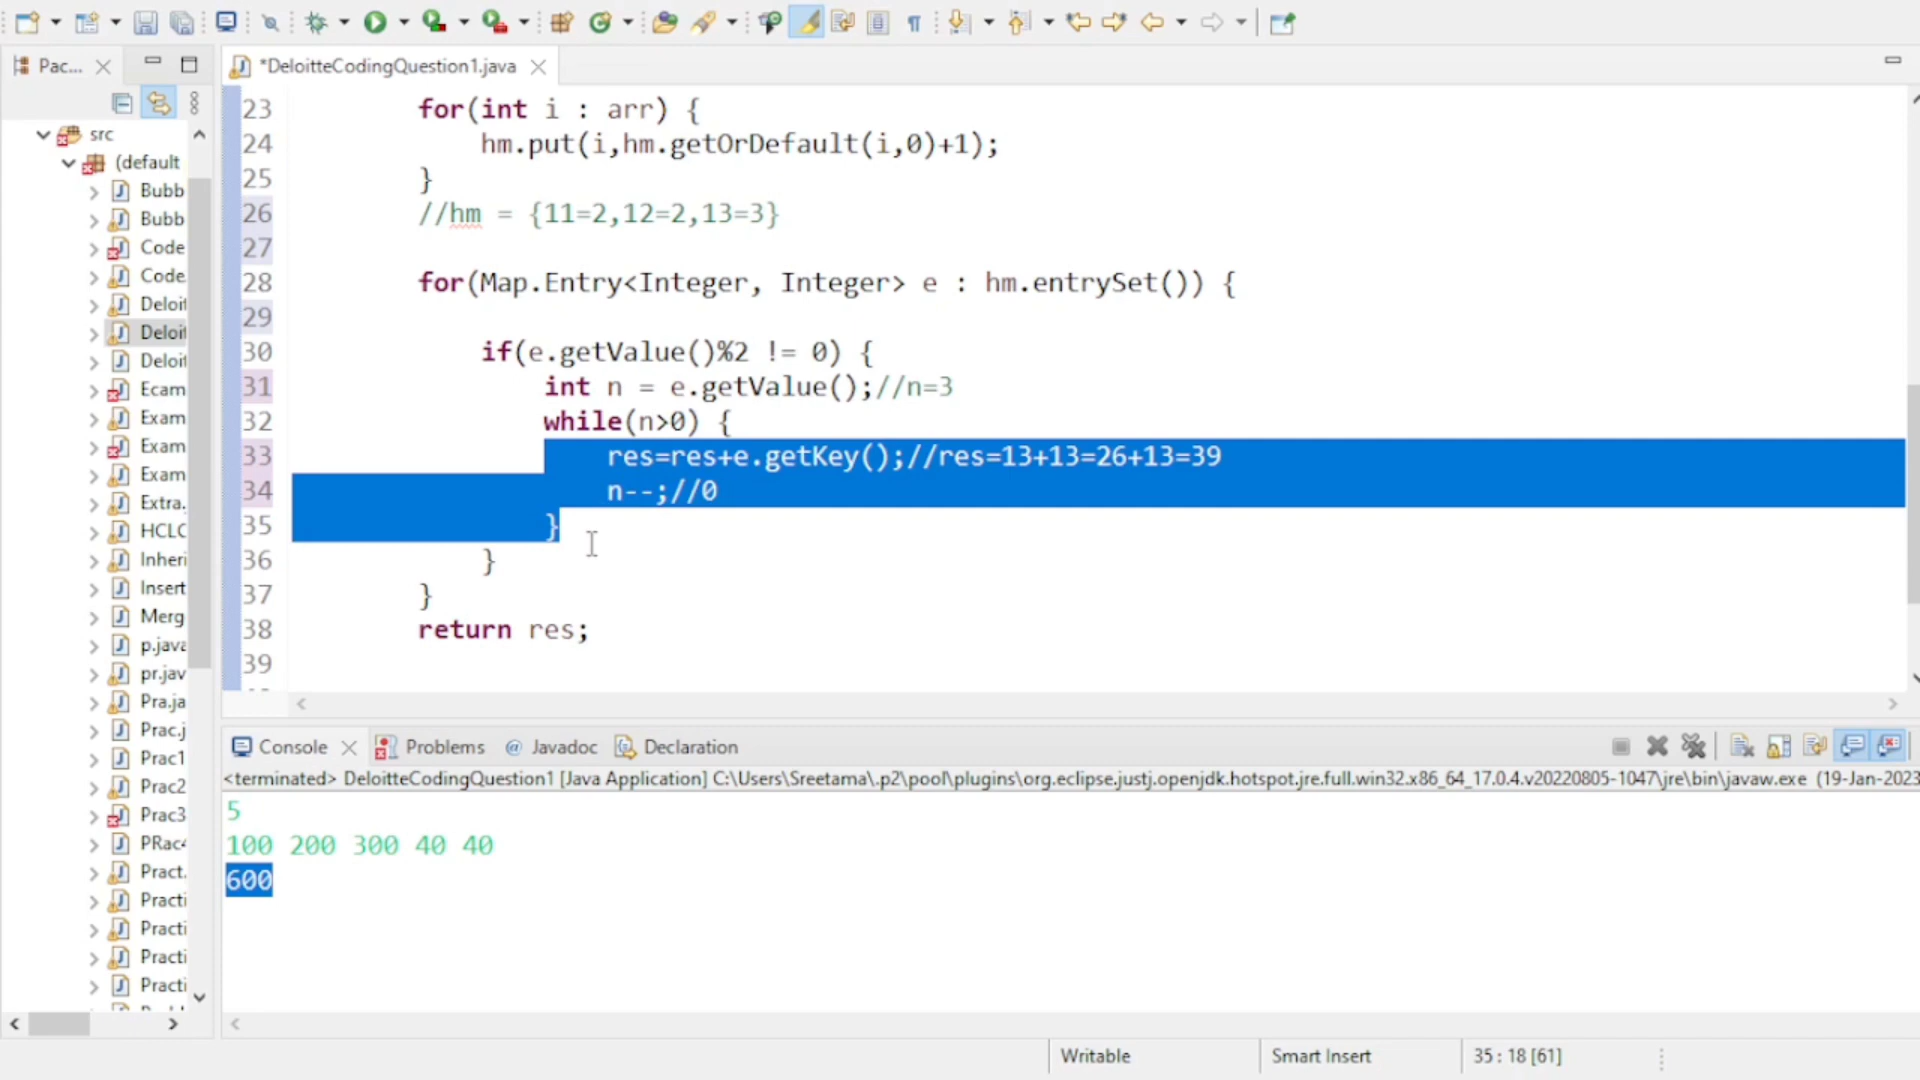 Pac...
*DeloitteCodingQuestion1.java
src
(default
Bubb
Bubb
Code
Code
Deloit
Deloit
Deloit
Ecam
Exam
Exam
Exam
Extra.
HCLC
Inheri
Insert
Merg
p.java
pr.jav
Pra.ja
Prac.j
Prac1
Prac2
Prac3
PRac4
Pract.
Practi
Practi
Practi
Practi
23 for(int i : arr) {
24 hm.put(i,hm.getOrDefault(i,0)+1);
25 }
26 //hm = {11=2,12=2,13=3}
27
28 for(Map.Entry<Integer, Integer> e : hm.entrySet()) {
29
30 if(e.getValue()%2 != 0) {
31 int n = e.getValue();//n=3
32 while(n>0) {
33 res=res+e.getKey();//res=13+13=26+13=39
34 n--;//0
35 }
36 }
37 }
38 return res;
39
Console Problems @ Javadoc Declaration
<terminated> DeloitteCodingQuestion1 [Java Application] C:\Users\Sreetama\.p2\pool\plugins\org.eclipse.justj.openjdk.hotspot.jre.full.win32.x86_64_17.0.4.v20220805-1047\jre\bin\javaw.exe (19-Jan-2023
5
100 200 300 40 40
600
Writable Smart Insert 35 : 18 [61]